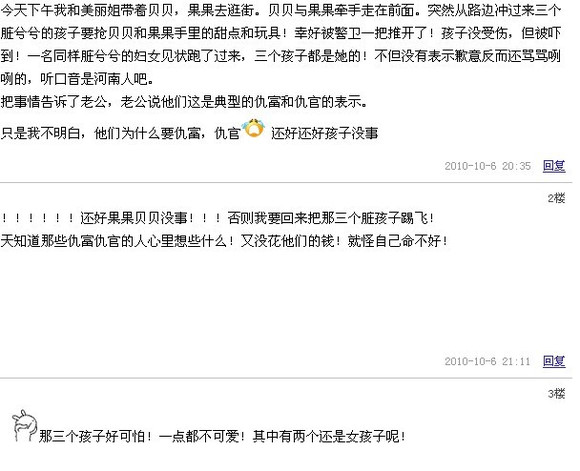 今天下午我和美丽姐带着贝贝，果果去逛街。贝贝与果果牵手走在前面。突然从路边冲过来三个
脏兮兮的孩子要抢贝贝和果果手里的甜点和玩具！幸好被警卫一把推开了！孩子没受伤，但被吓
到！一名同样脏兮兮的妇女见状跑了过来，三个孩子都是她的！不但没有表示歉意反而还骂骂咧
咧的，听口音是河南人吧。
把事情告诉了老公，老公说他们这是典型的仇富和仇官的表示。
只是我不明白，他们为什么要仇富，仇官 还好还好孩子没事
2010-10-6 20:35 回复
2楼
！！！！！！还好果果贝贝没事！！！否则我要回来把那三个脏孩子踢飞！
天知道那些仇富仇官的人心里想些什么！又没花他们的钱！就怪自己命不好！
2010-10-6 21:11 回复
3楼
那三个孩子好可怕！一点都不可爱！其中有两个还是女孩子呢！